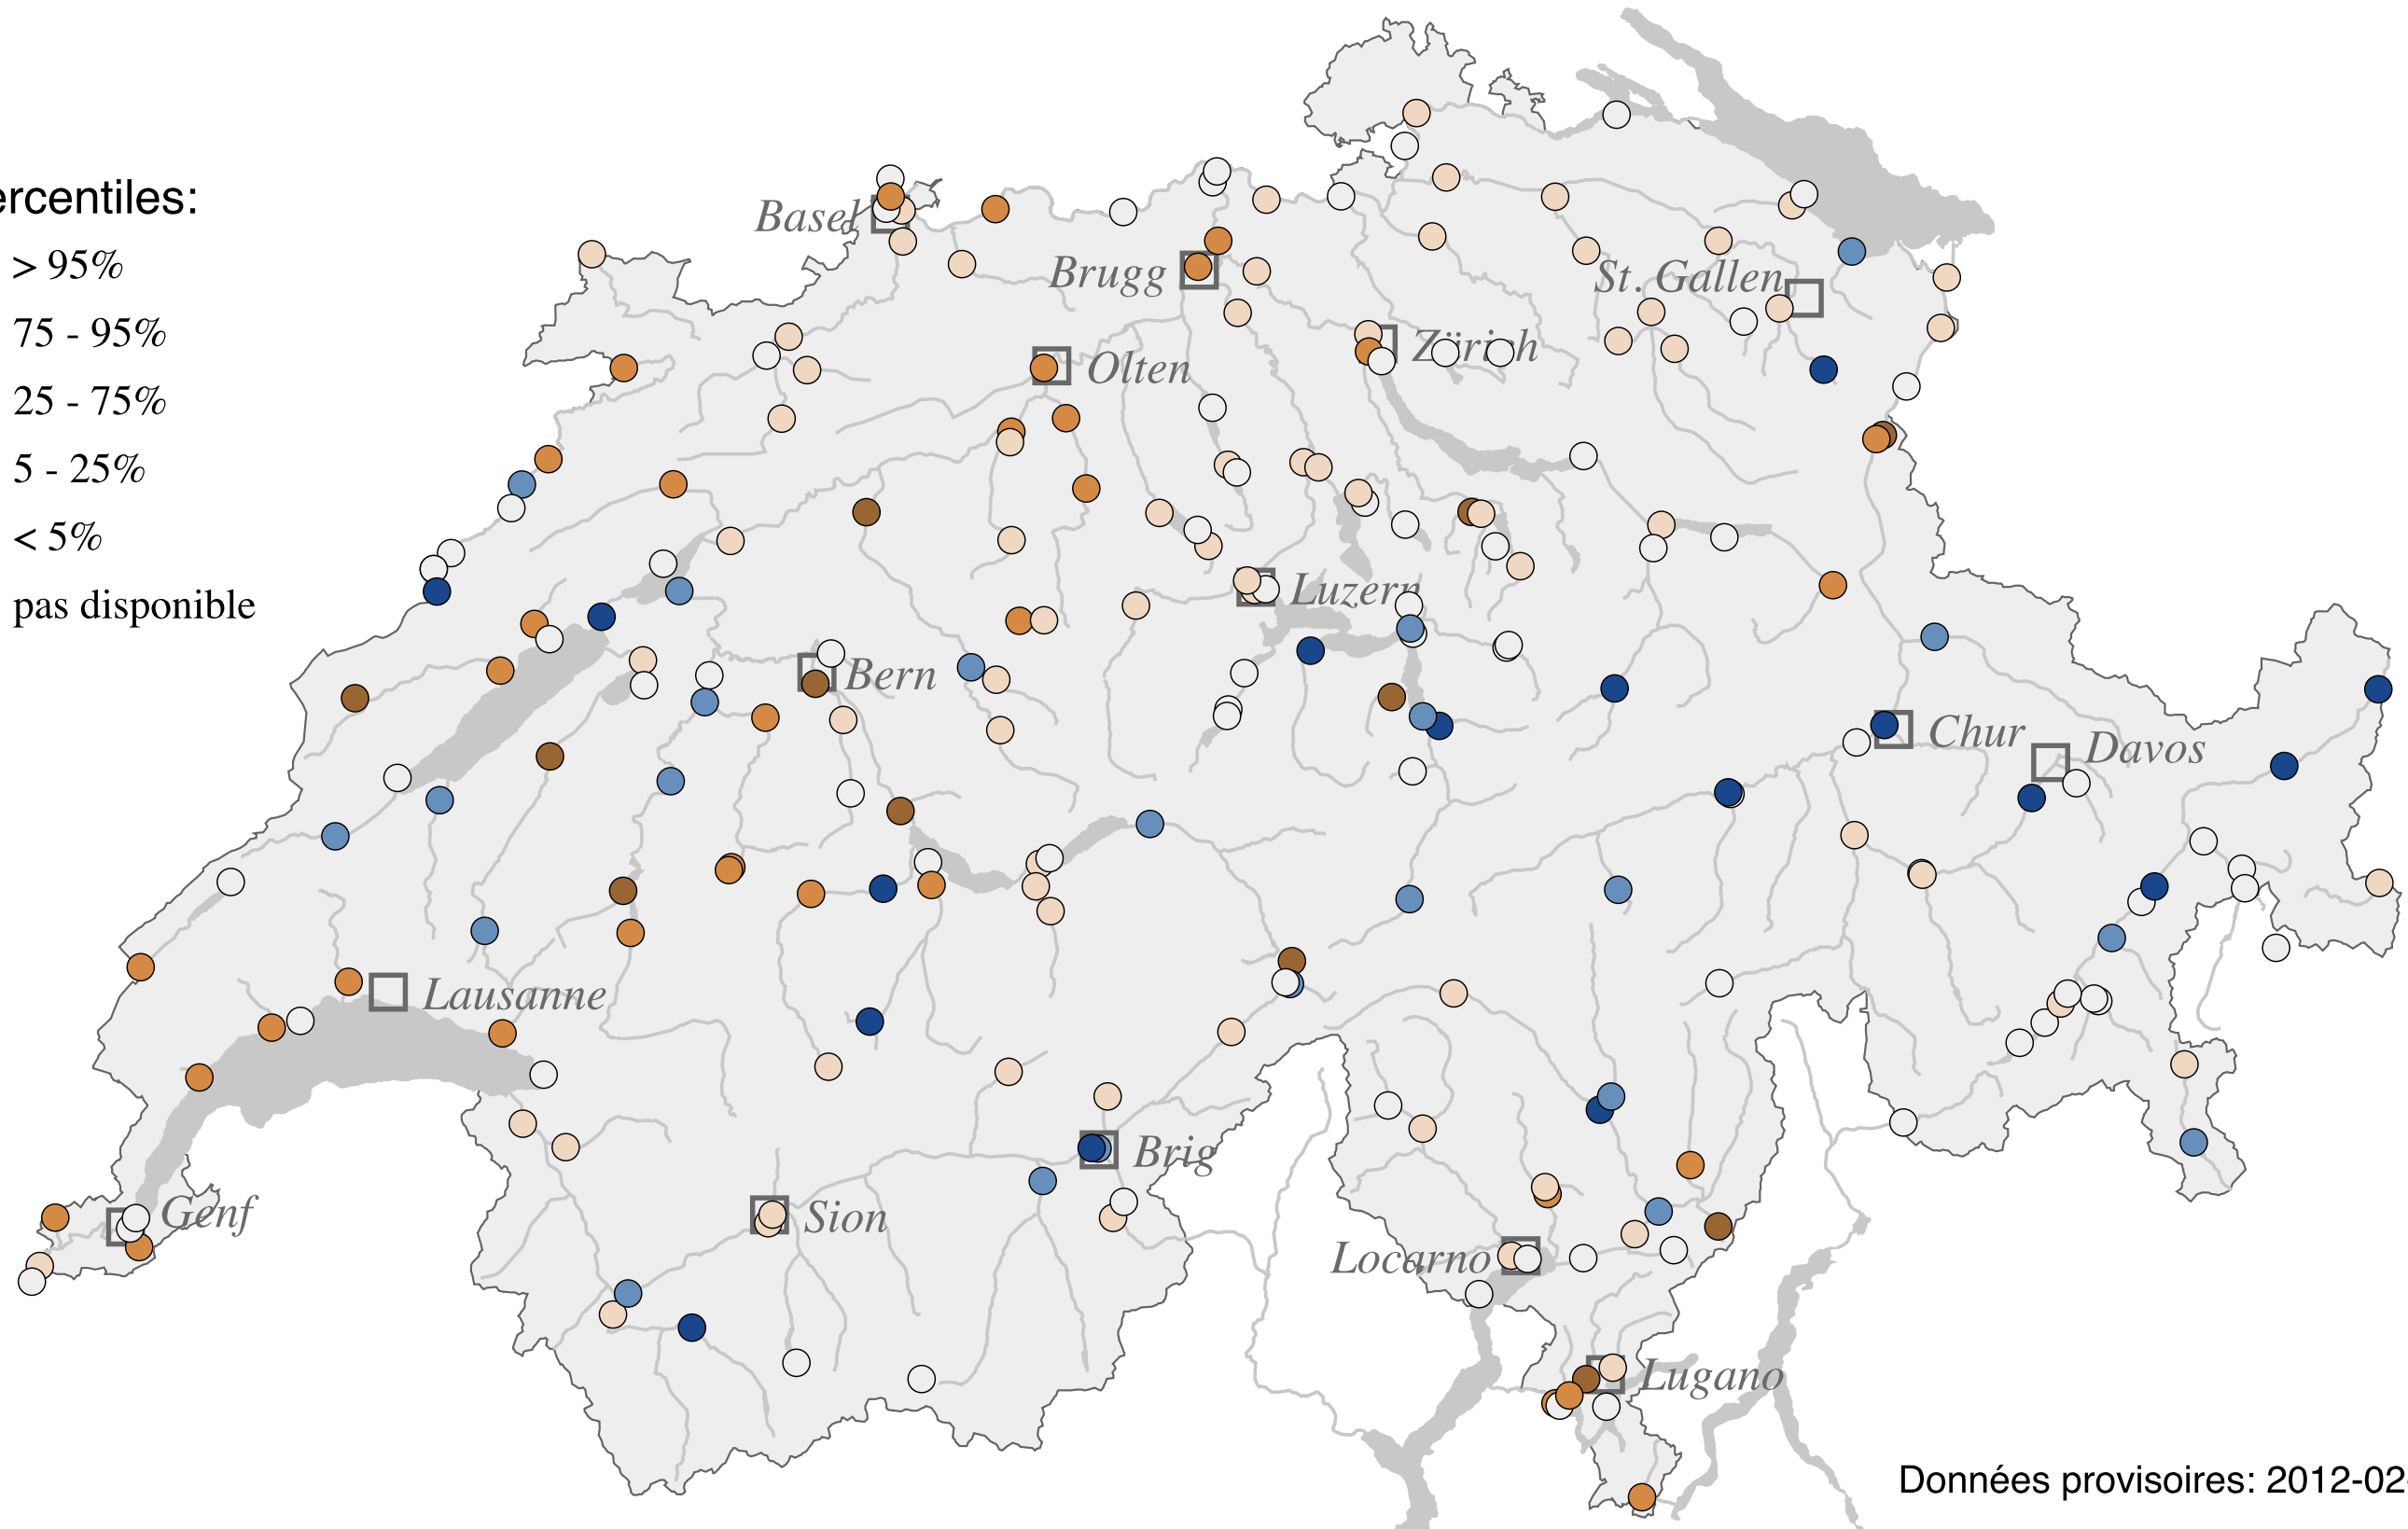 ercentiles:
> 95%
75 - 95%
25 - 75%
5 - 25%
< 5%
pas disponible
Basel
Brugg
St. Gallen
Zürich
Olten
Luzern
Bern
Chur
Davos
Lausanne
Brig
Genf
Sion
Locarno
Lugano
Données provisoires: 2012-02